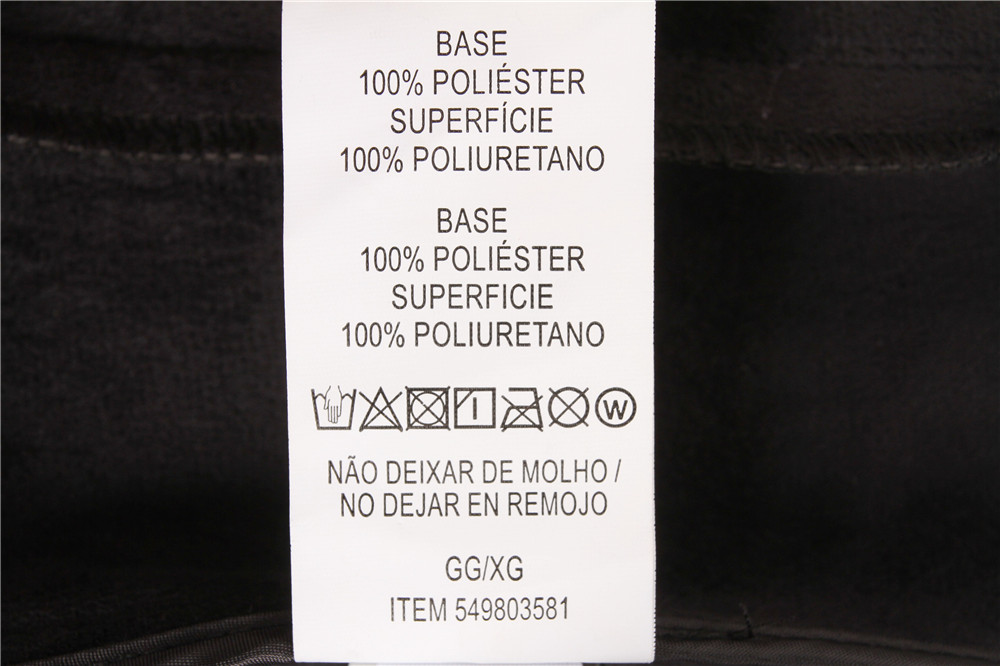 BASE
100% POLIÉSTER
SUPERFÍCIE
100% POLIURETANO
BASE
100% POLIÉSTER
SUPERFICIE
100% POLIURETANO
W
NÃO DEIXAR DE MOLHO /
NO DEJAR EN REMOJO
GG/XG
ITEM 549803581